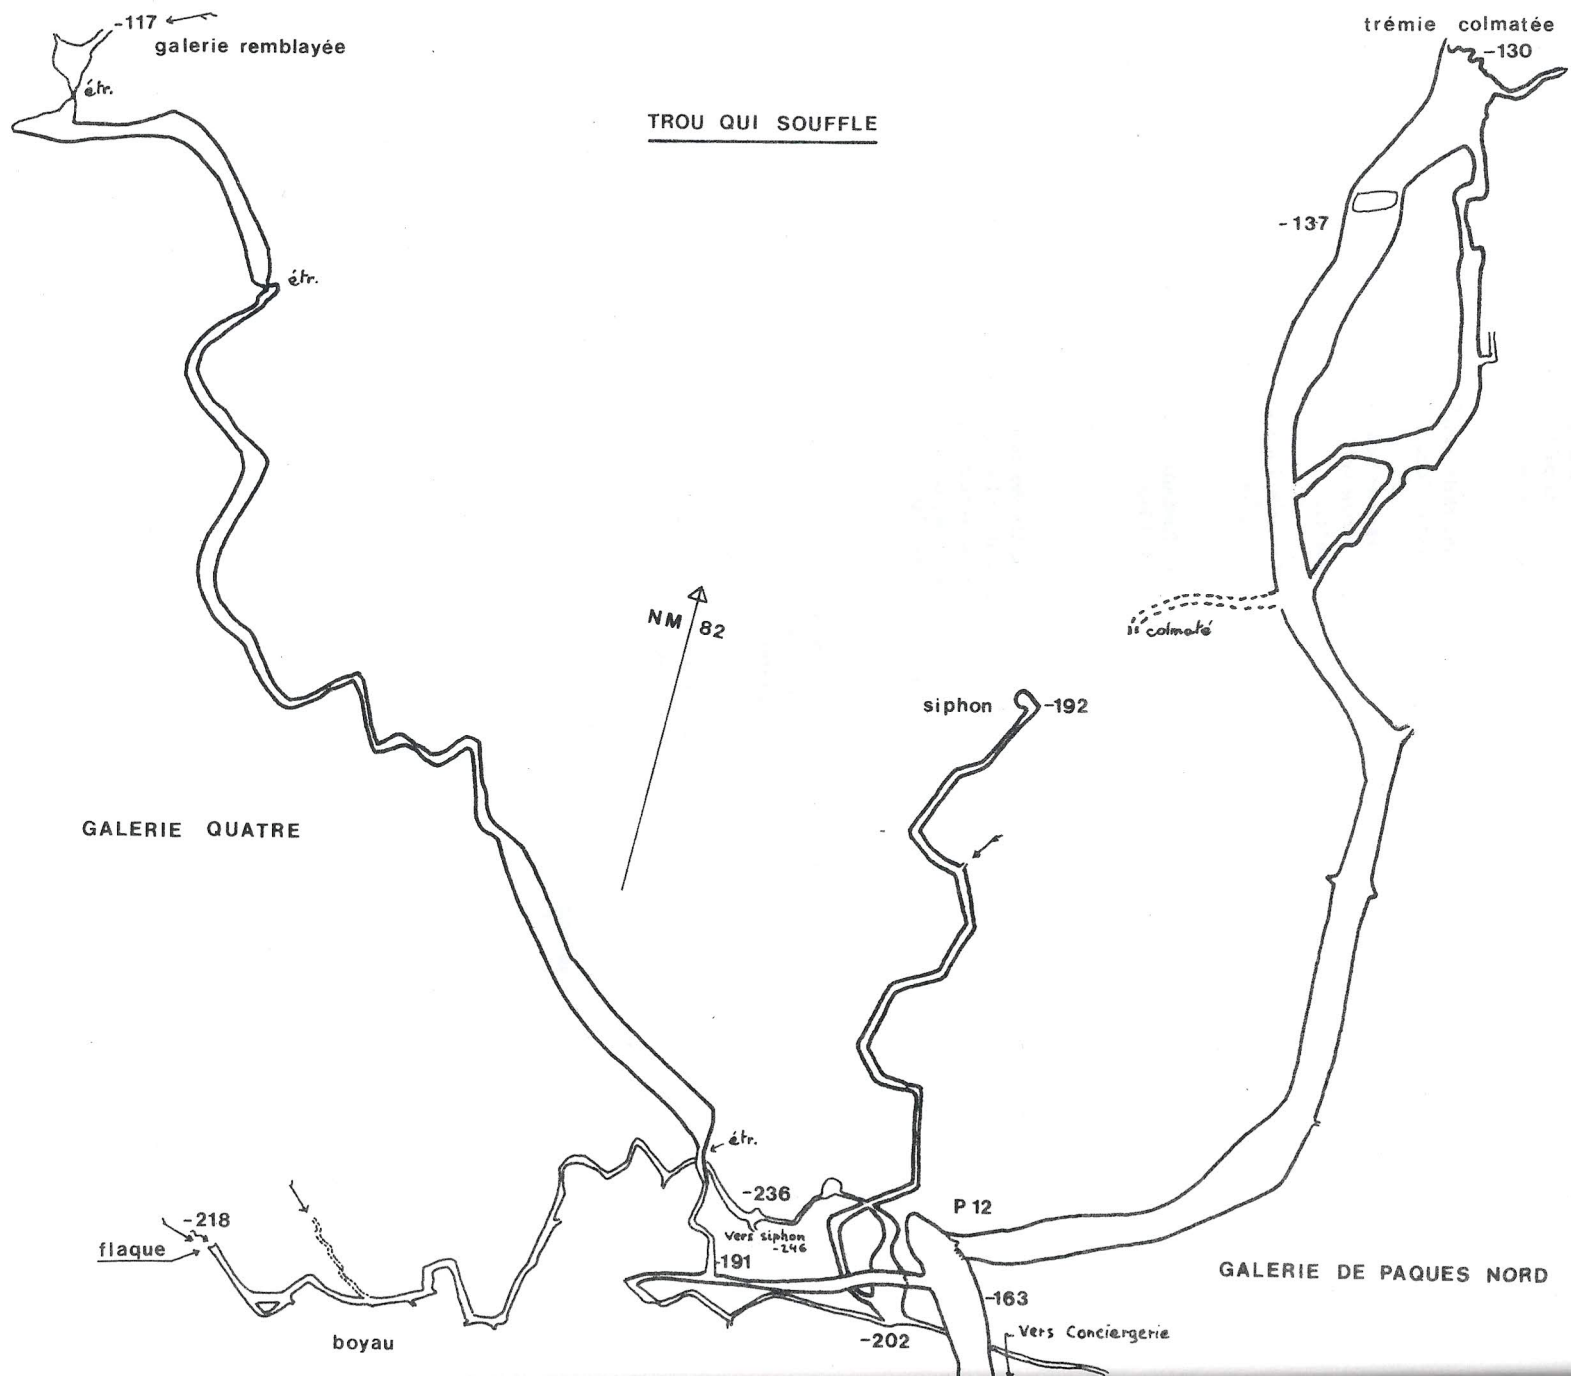 -117
galerie remblayée
étr.
trémie colmatée
-130
TROU QUI SOUFFLE
-137
étr.
NM 82
colmaté
siphon -192
GALERIE QUATRE
étr.
-236
vers siphon
-246
P 12
-218
flaque
-191
GALERIE DE PAQUES NORD
-163
boyau
-202
Vers Conciergerie